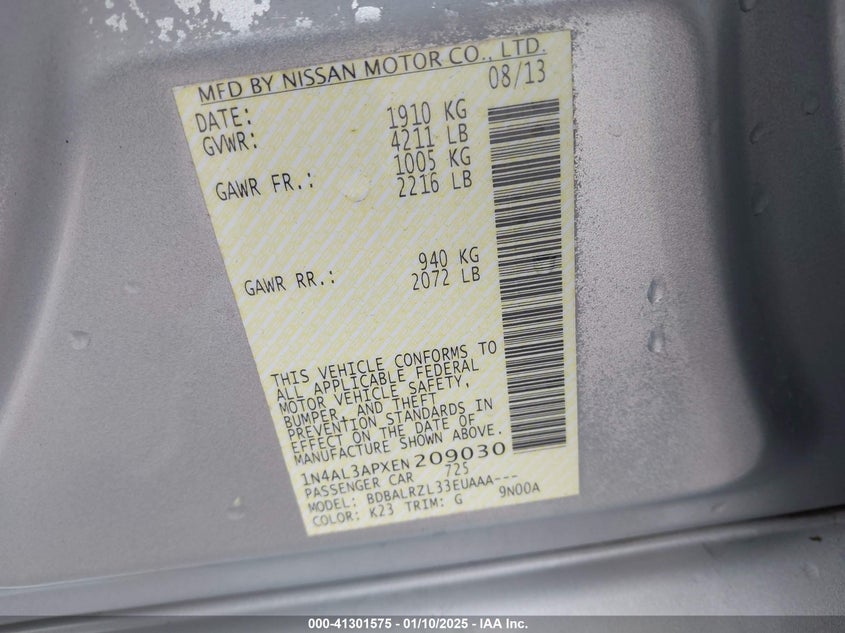 MFD BY NISSAN MOTOR CO., LTD.
DATE: 08/13
GVWR: 1910 KG
4211 LB
GAWR FR.: 1005 KG
2216 LB
GAWR RR.: 940 KG
2072 LB
THIS VEHICLE CONFORMS TO
ALL APPLICABLE FEDERAL
MOTOR VEHICLE SAFETY,
BUMPER, AND THEFT
PREVENTION STANDARDS IN
EFFECT ON THE DATE OF
MANUFACTURE SHOWN ABOVE.
1N4AL3APXEN209030
PASSENGER CAR 725
MODEL: BDBALRZL33EUAAA---
COLOR: K23 TRIM: G 9N00A
000-41301575 — 01/10/2025 - IAA Inc.